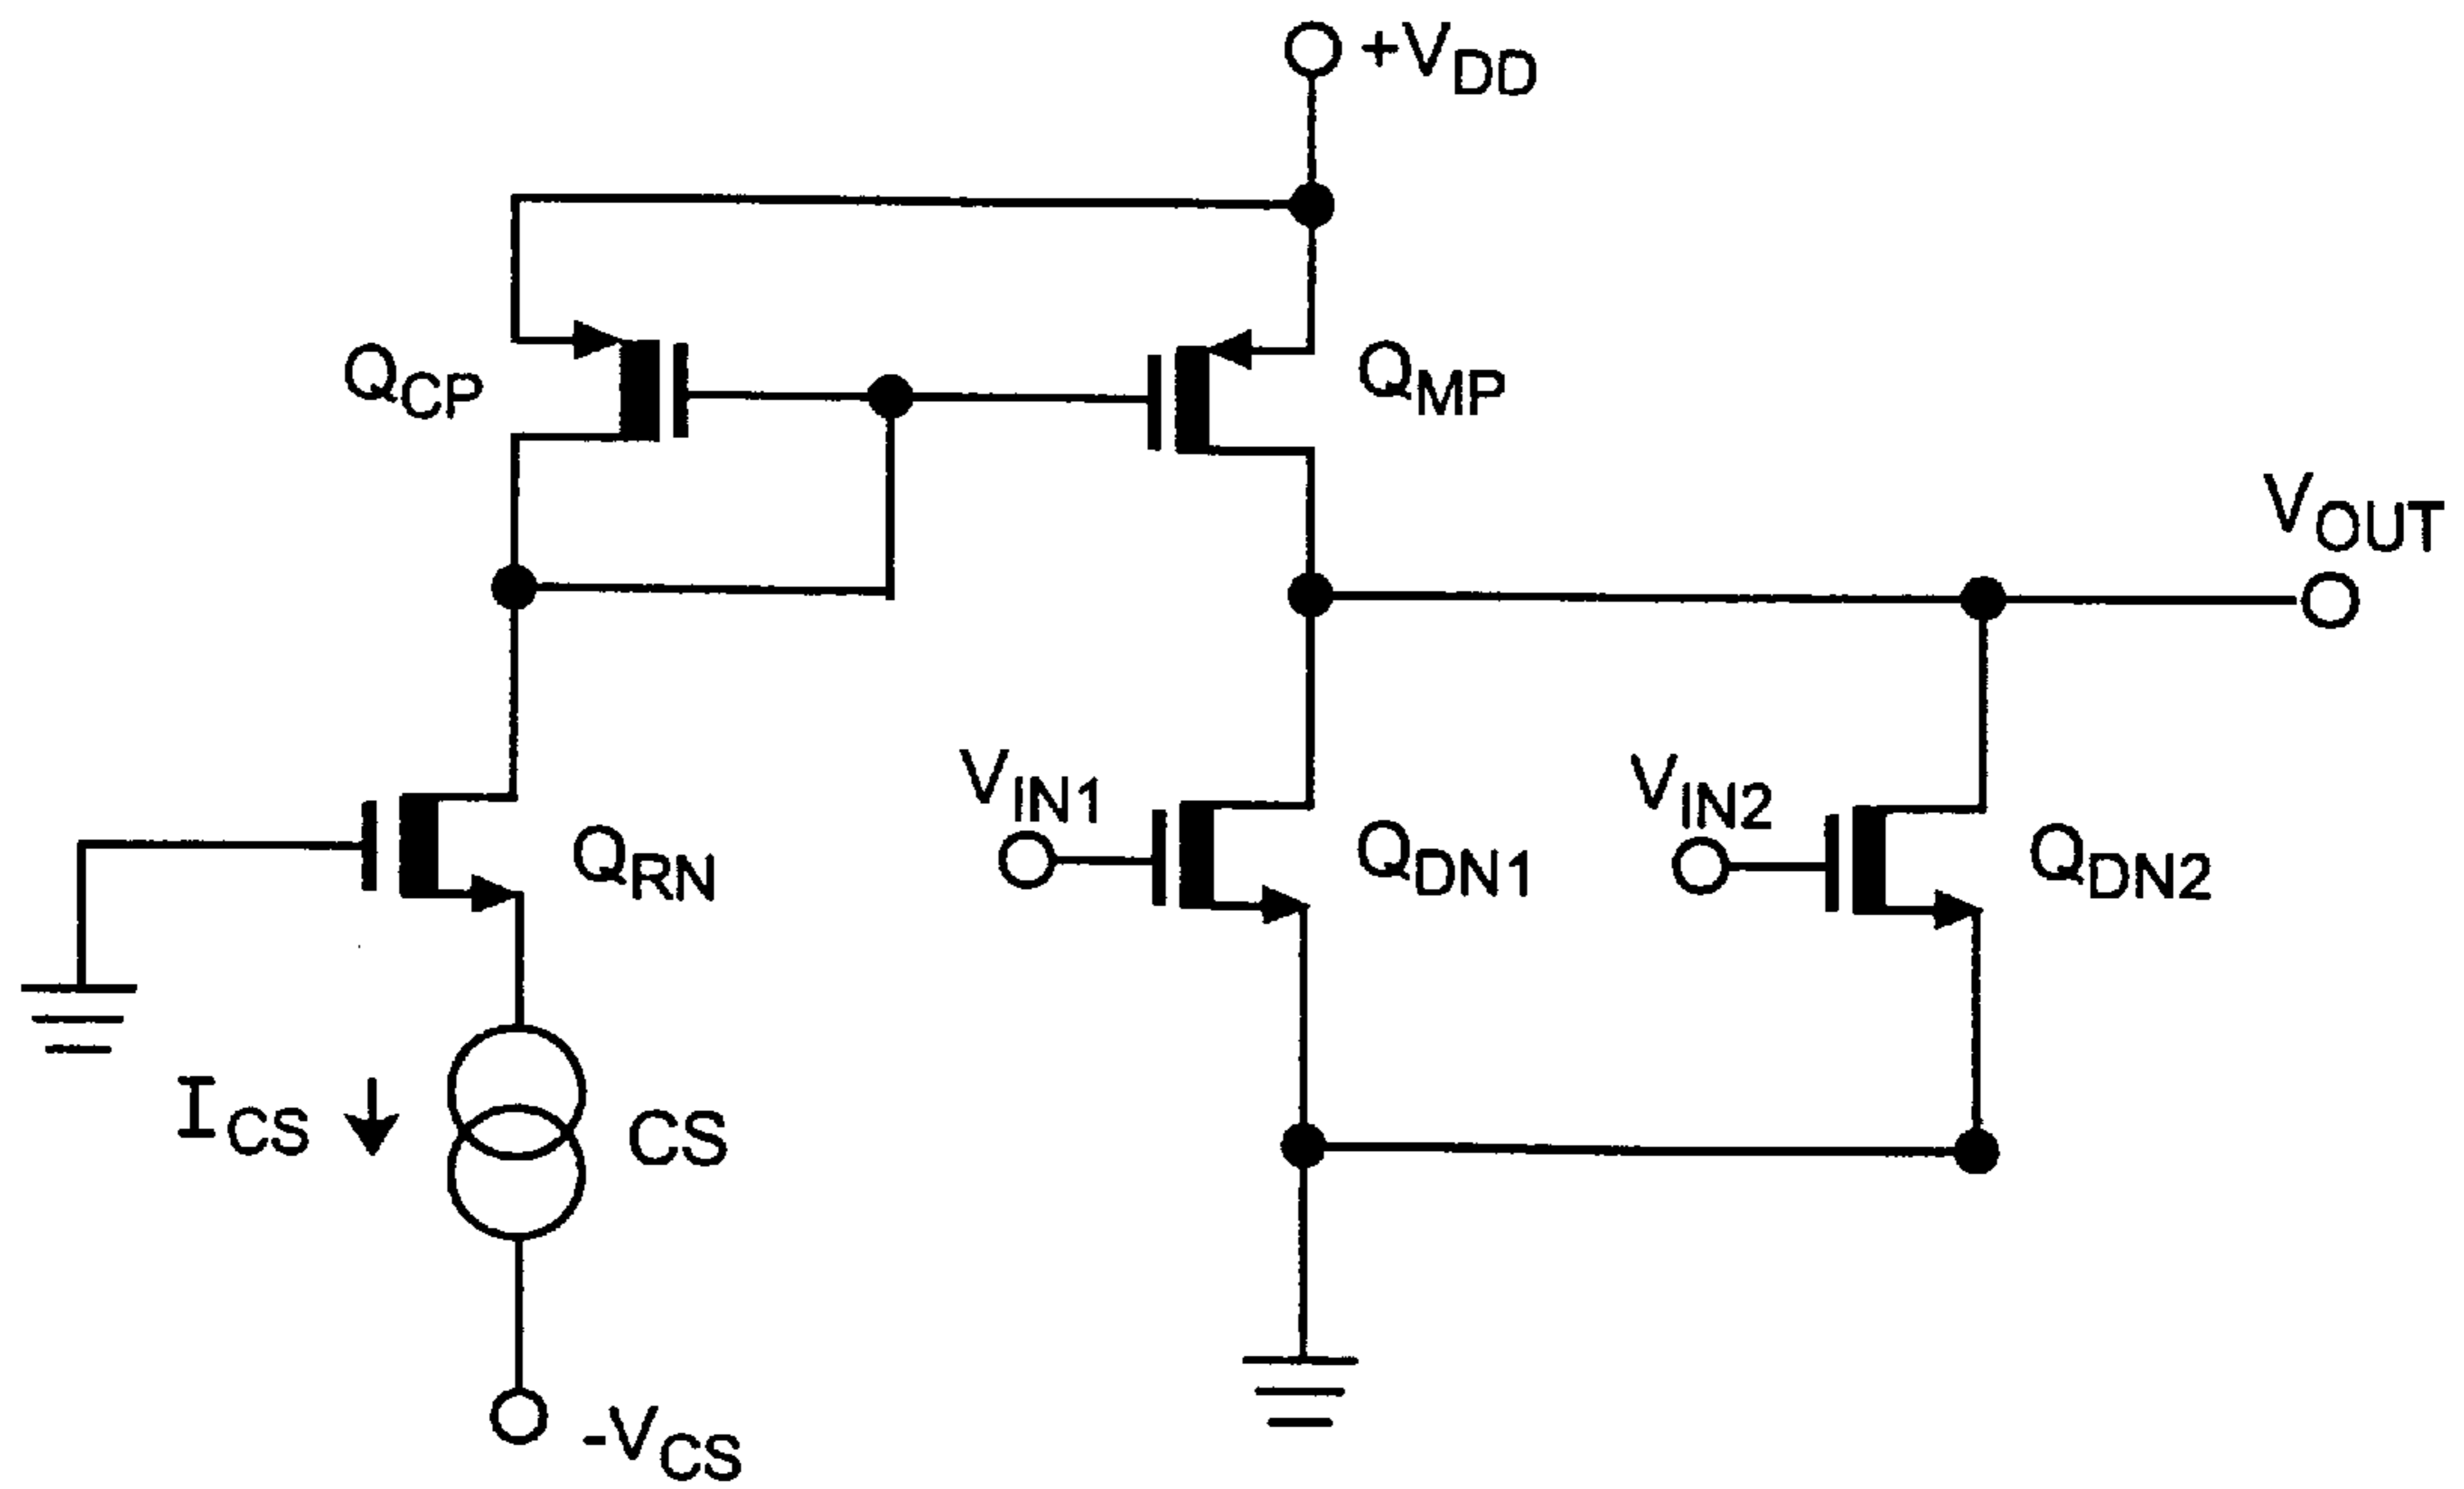 +VDD
QCP
QMP
VOUT
VIN1
VIN2
QRN
QDN1
QDN2
ICS
CS
-VCS